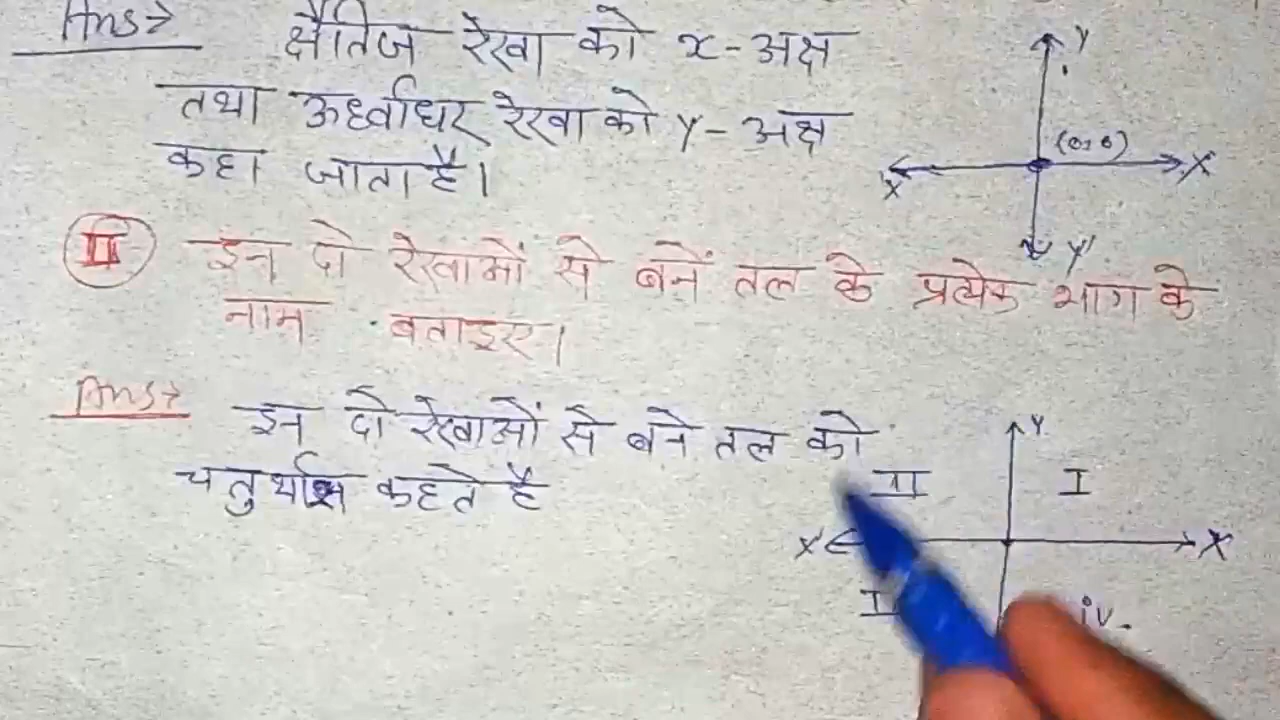 Ans→ क्षैतिज रेखा को x-अक्ष
तथा ऊर्ध्वाधर रेखा को y-अक्ष
कहा जाता है।
Y
(0,0)
X
X
Y'
II इन दो रेखाओं से बनें तल के प्रत्येक भाग के
नाम बताइए।
Ans→ इन दो रेखाओं से बने तल को
चतुर्थांस कहते है
Y
II I
X' X
iv.